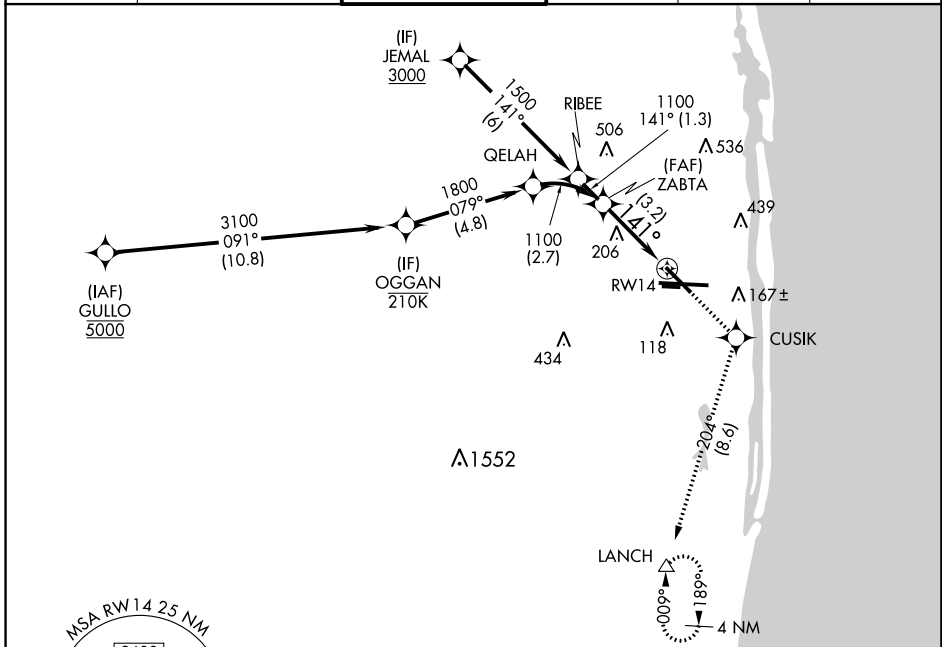 (IF)
JEMAL
3000
1500
141°
(6)
RIBEE
1100
141° (1.3)
506
536
QELAH
(FAF)
ZABTA
1800
079°
(4.8)
(3.2)
141°
439
3100
091°
(10.8)
1100
(2.7)
206
(IAF)
GULLO
5000
(IF)
OGGAN
210K
RW14
167±
CUSIK
434
118
204°
(8.6)
1552
LANCH
009°
189°
4 NM
MSA RW14 25 NM